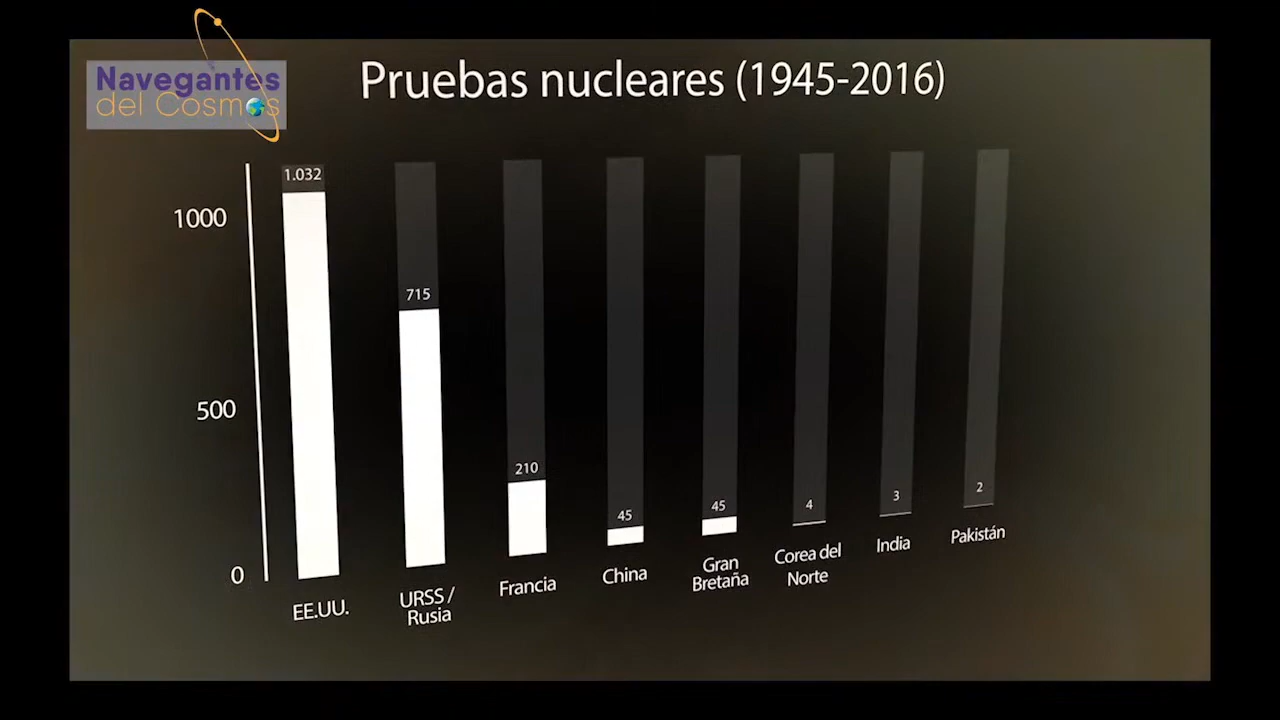 Navegantes
del Cosmos
Pruebas nucleares (1945-2016)
1000
500
0
1.032
715
210
45
45
4
3
2
EE.UU.
URSS /
Rusia
Francia
China
Gran
Bretaña
Corea del
Norte
India
Pakistán